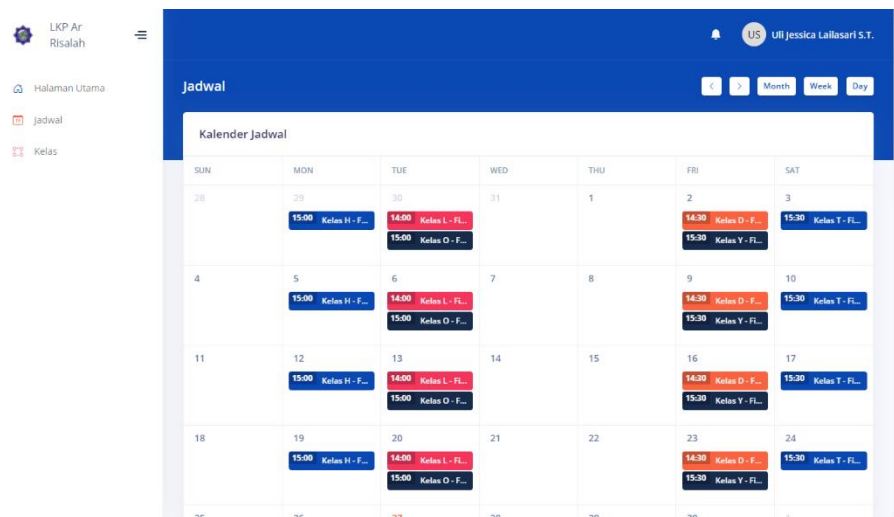 LKP Ar
Risalah
US Uli Jessica Lailasari S.T.
Halaman Utama
Jadwal
Kelas
Jadwal
< > Month Week Day
Kalender Jadwal
SUN MON TUE WED THU FRI SAT
28 29 30 31 1 2 3
15:00 Kelas H - F... 14:00 Kelas L - Fi... 14:30 Kelas D - F... 15:30 Kelas T - Fi...
15:00 Kelas O - F... 15:30 Kelas Y - Fi...
4 5 6 7 8 9 10
15:00 Kelas H - F... 14:00 Kelas L - Fi... 14:30 Kelas D - F... 15:30 Kelas T - Fi...
15:00 Kelas O - F... 15:30 Kelas Y - Fi...
11 12 13 14 15 16 17
15:00 Kelas H - F... 14:00 Kelas L - Fi... 14:30 Kelas D - F... 15:30 Kelas T - Fi...
15:00 Kelas O - F... 15:30 Kelas Y - Fi...
18 19 20 21 22 23 24
15:00 Kelas H - F... 14:00 Kelas L - Fi... 14:30 Kelas D - F... 15:30 Kelas T - Fi...
15:00 Kelas O - F... 15:30 Kelas Y - Fi...